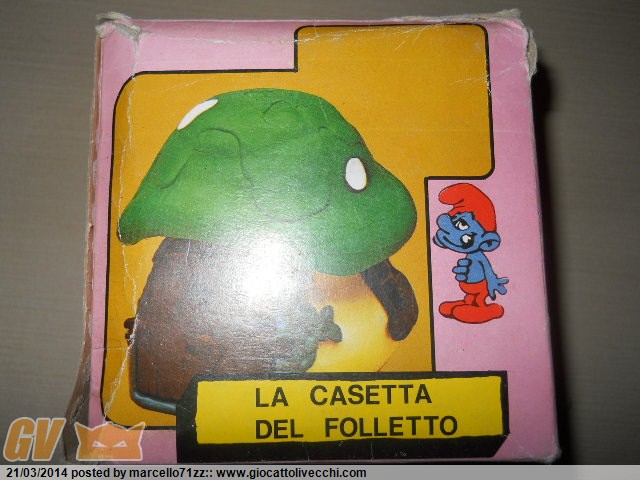 LA CASETTA
DEL FOLLETTO
GV
21/03/2014 posted by marcello71zz:: www.giocattolivecchi.com